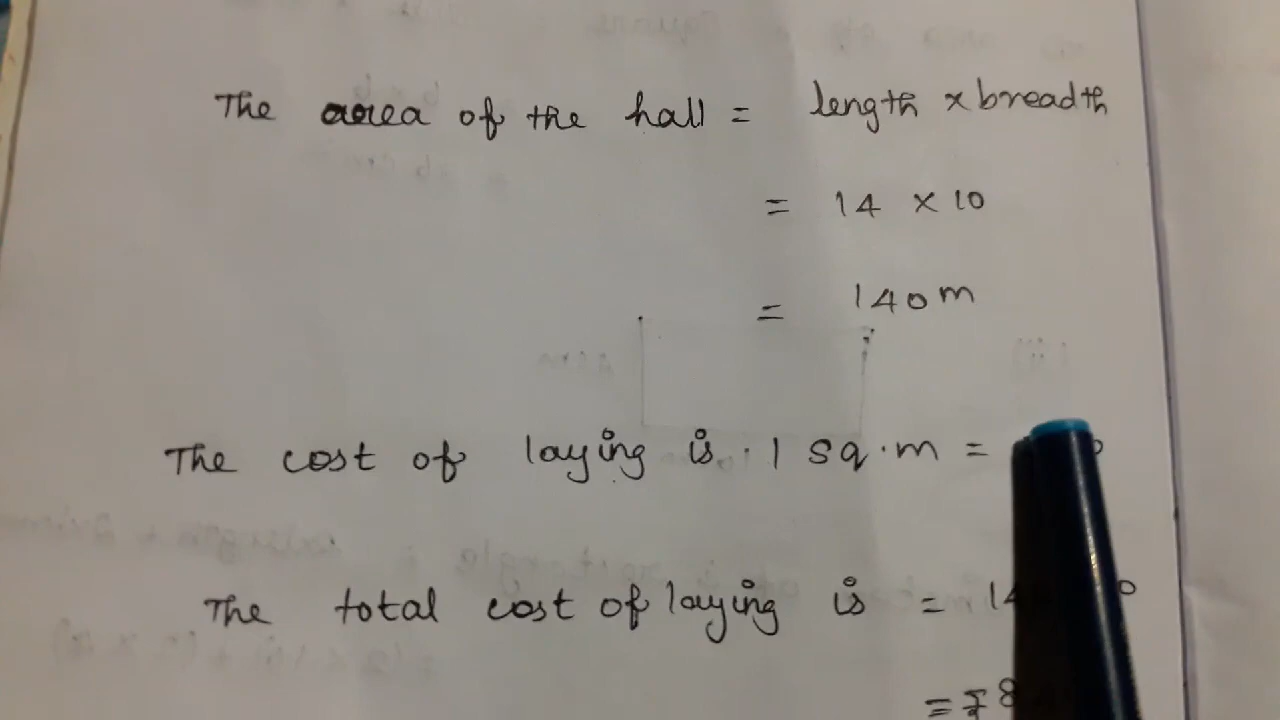 The area of the hall = length × breadth
= 14 × 10
= 140 m
The cost of laying is 1 sq.m =
The total cost of laying is =
=